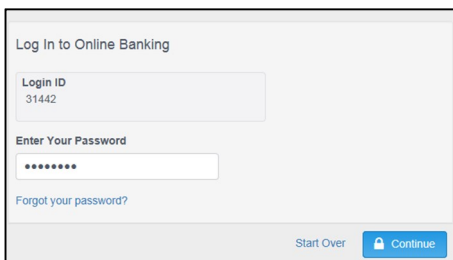 Log In to Online Banking
Login ID
31442
Enter Your Password
••••••••
Forgot your password?
Start Over
Continue